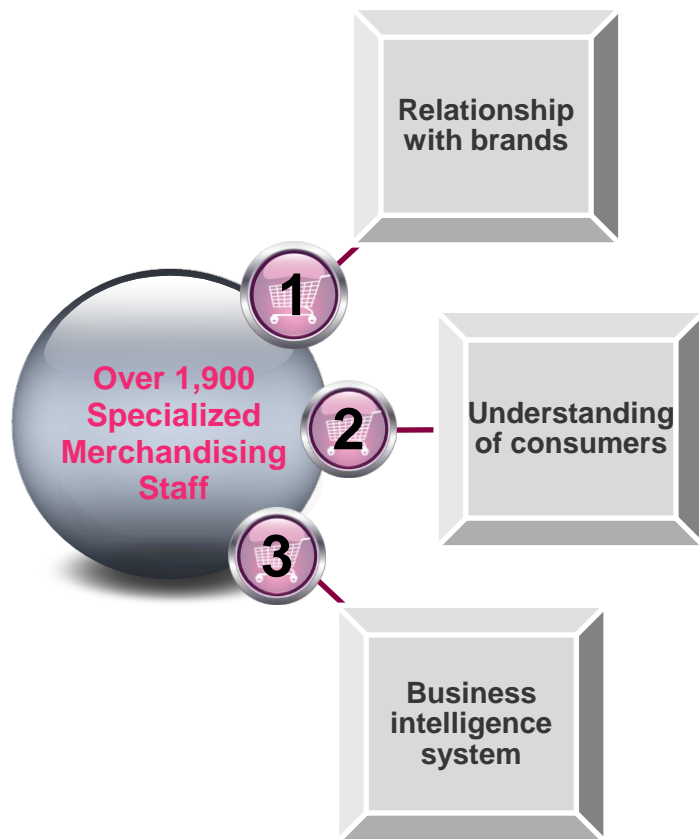 Relationship
with brands
1
Over 1,900
Specialized
Merchandising
Staff
2
Understanding
of consumers
3
Business
intelligence
system